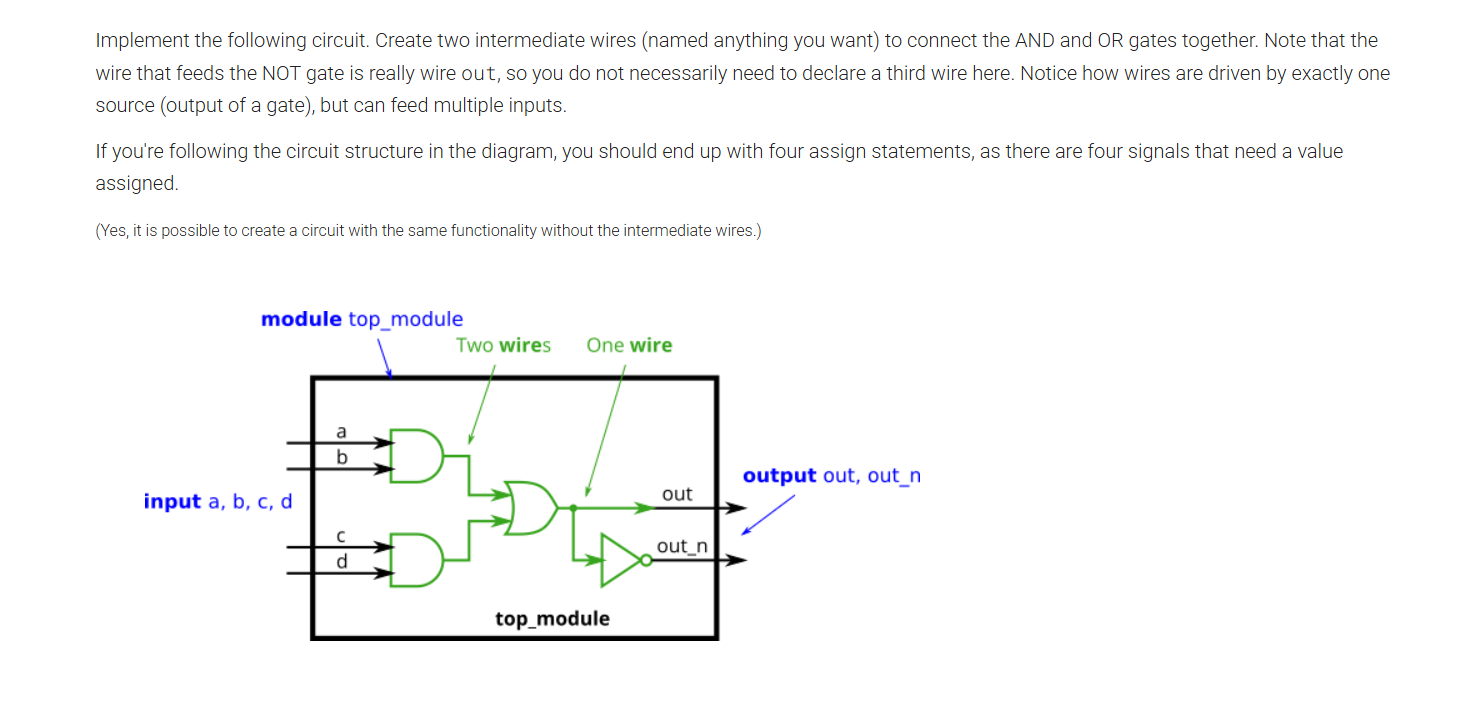 Implement the following circuit. Create two intermediate wires (named anything you want) to connect the AND and OR gates together. Note that the
wire that feeds the NOT gate is really wire out, so you do not necessarily need to declare a third wire here. Notice how wires are driven by exactly one
source (output of a gate), but can feed multiple inputs.
If you're following the circuit structure in the diagram, you should end up with four assign statements, as there are four signals that need a value
assigned.
(Yes, it is possible to create a circuit with the same functionality without the intermediate wires.)
module top_module
Two wires One wire
a
b
output out, out_n
out
input a, b, c, d
c
out_n
d
top_module